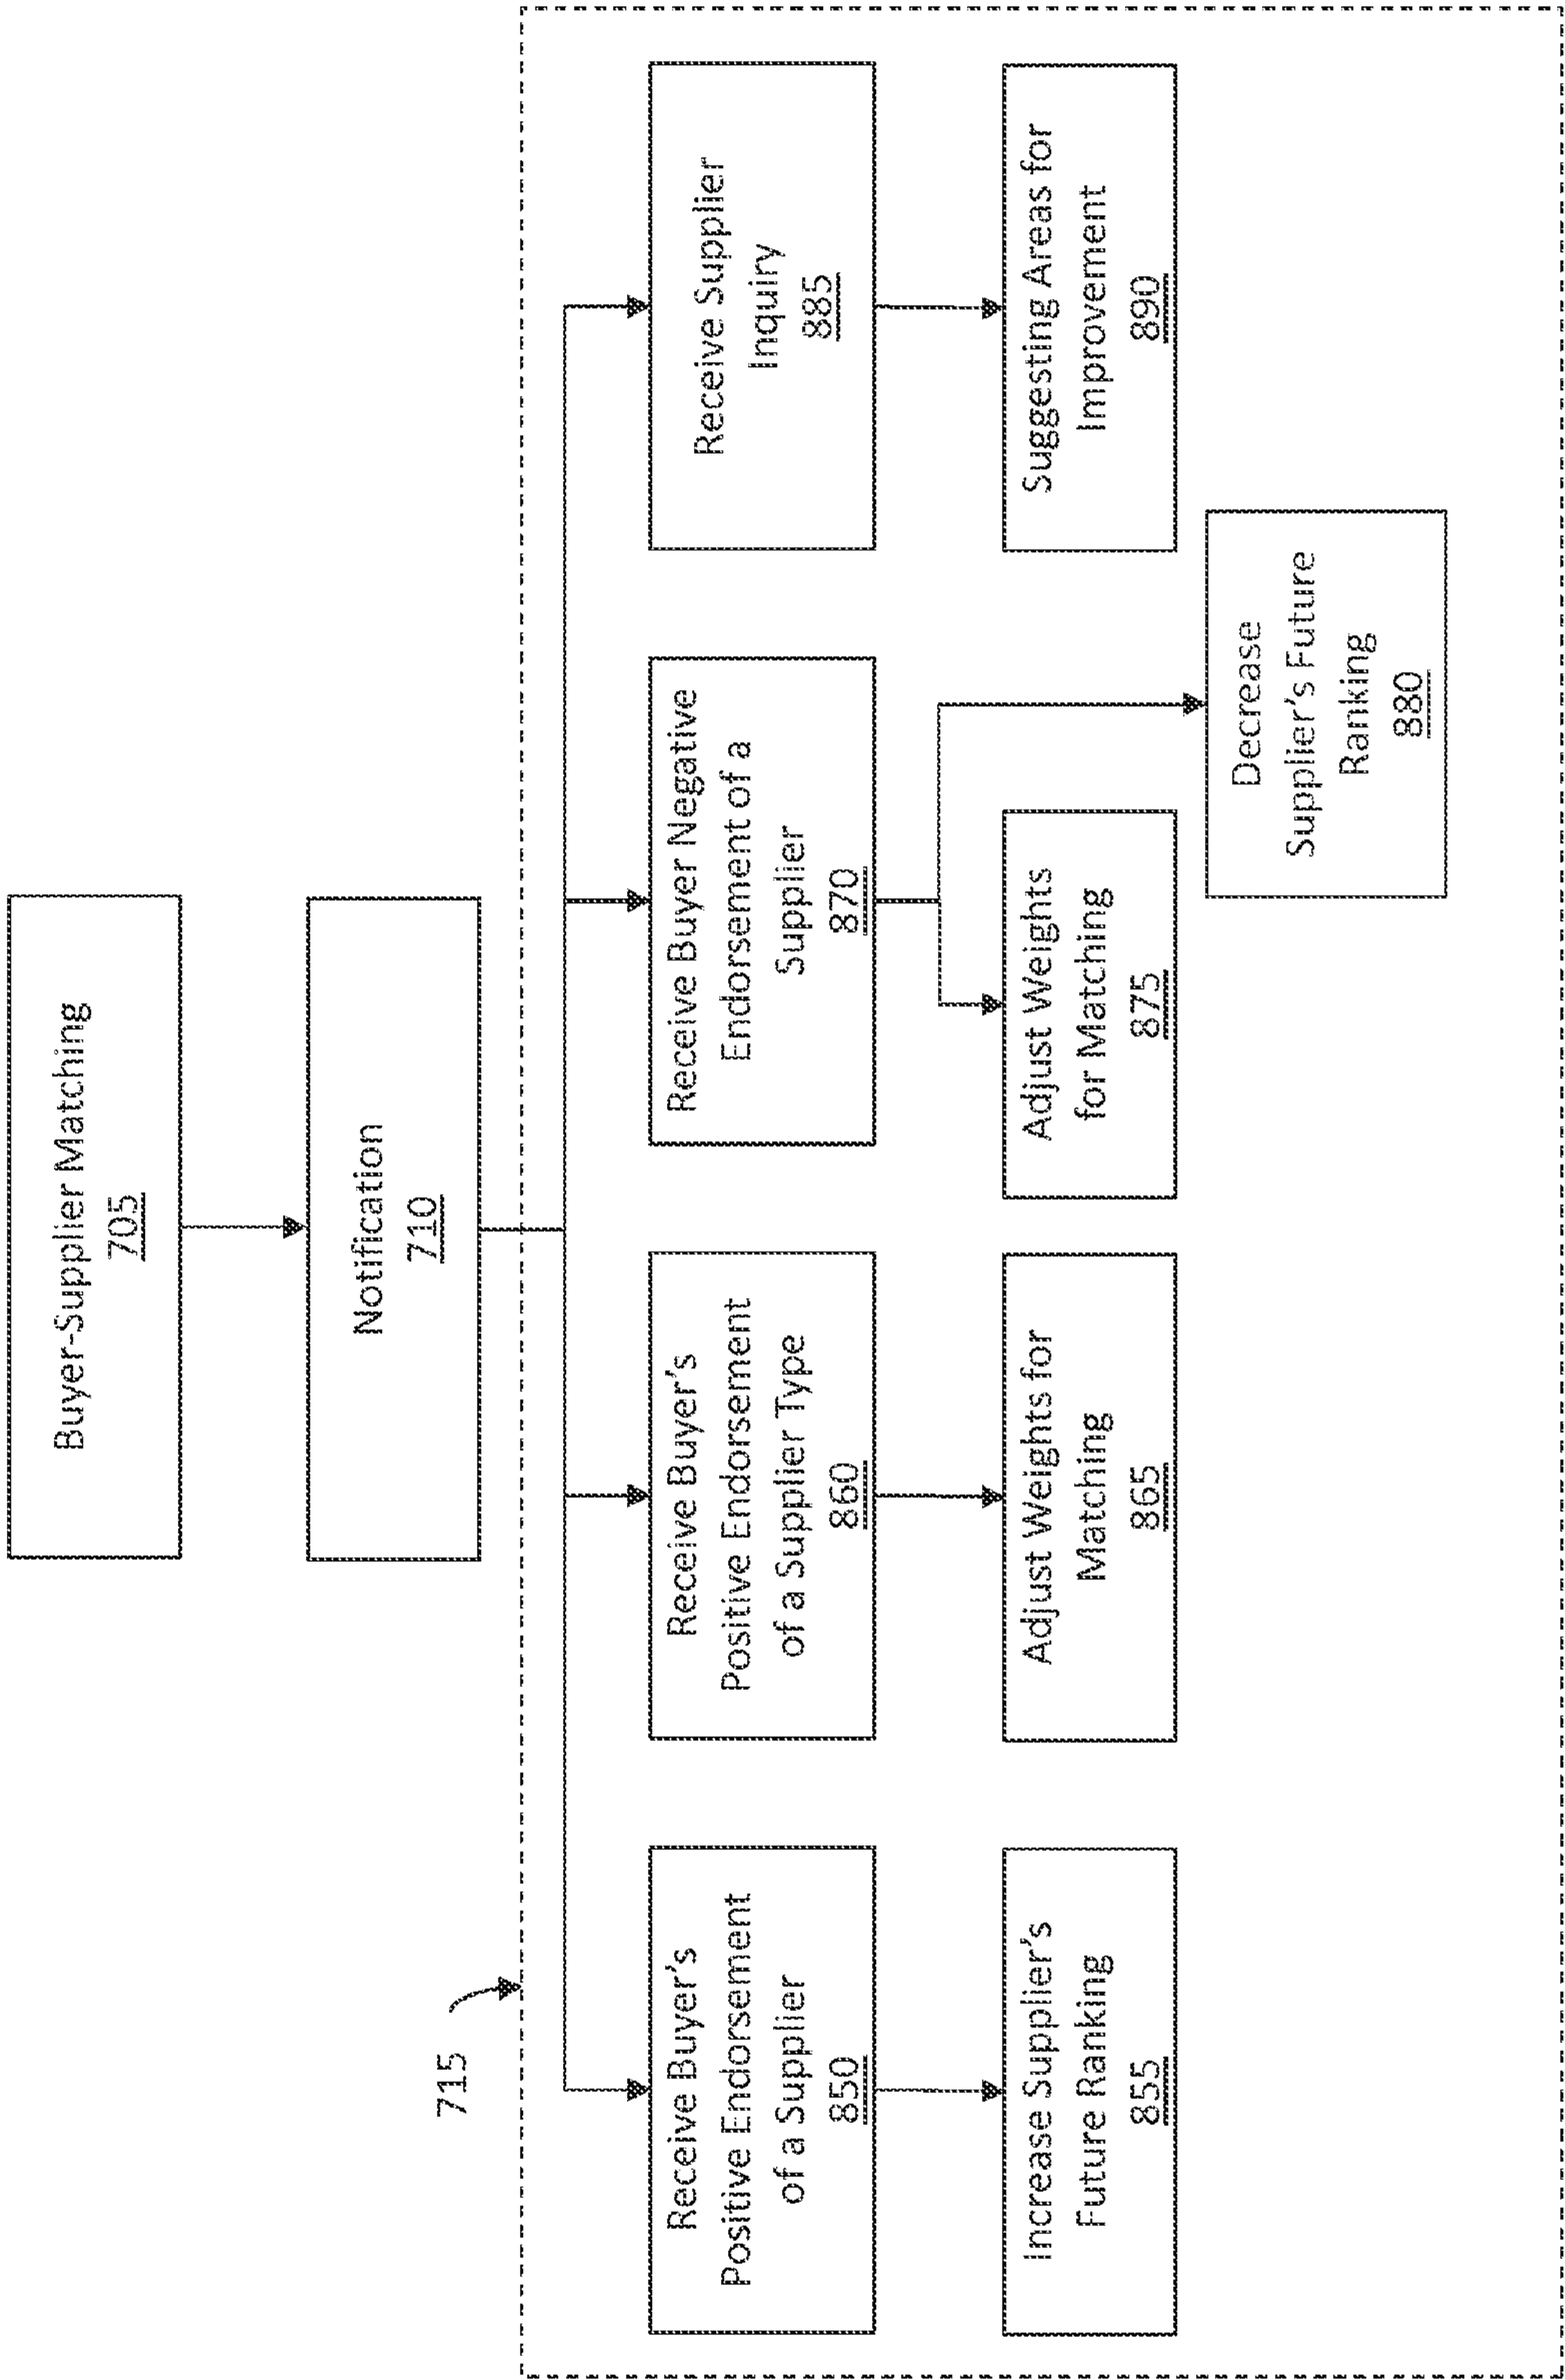 Buyer-Supplier Matching
705
Notification
710
715
Receive Buyer's
Positive Endorsement
of a Supplier
850
Receive Buyer's
Positive Endorsement
of a Supplier Type
860
Receive Buyer Negative
Endorsement of a
Supplier
870
Receive Supplier
Inquiry
885
Increase Supplier's
Future Ranking
855
Adjust Weights for
Matching
865
Adjust Weights
for Matching
875
Decrease
Supplier's Future
Ranking
880
Suggesting Areas for
Improvement
890